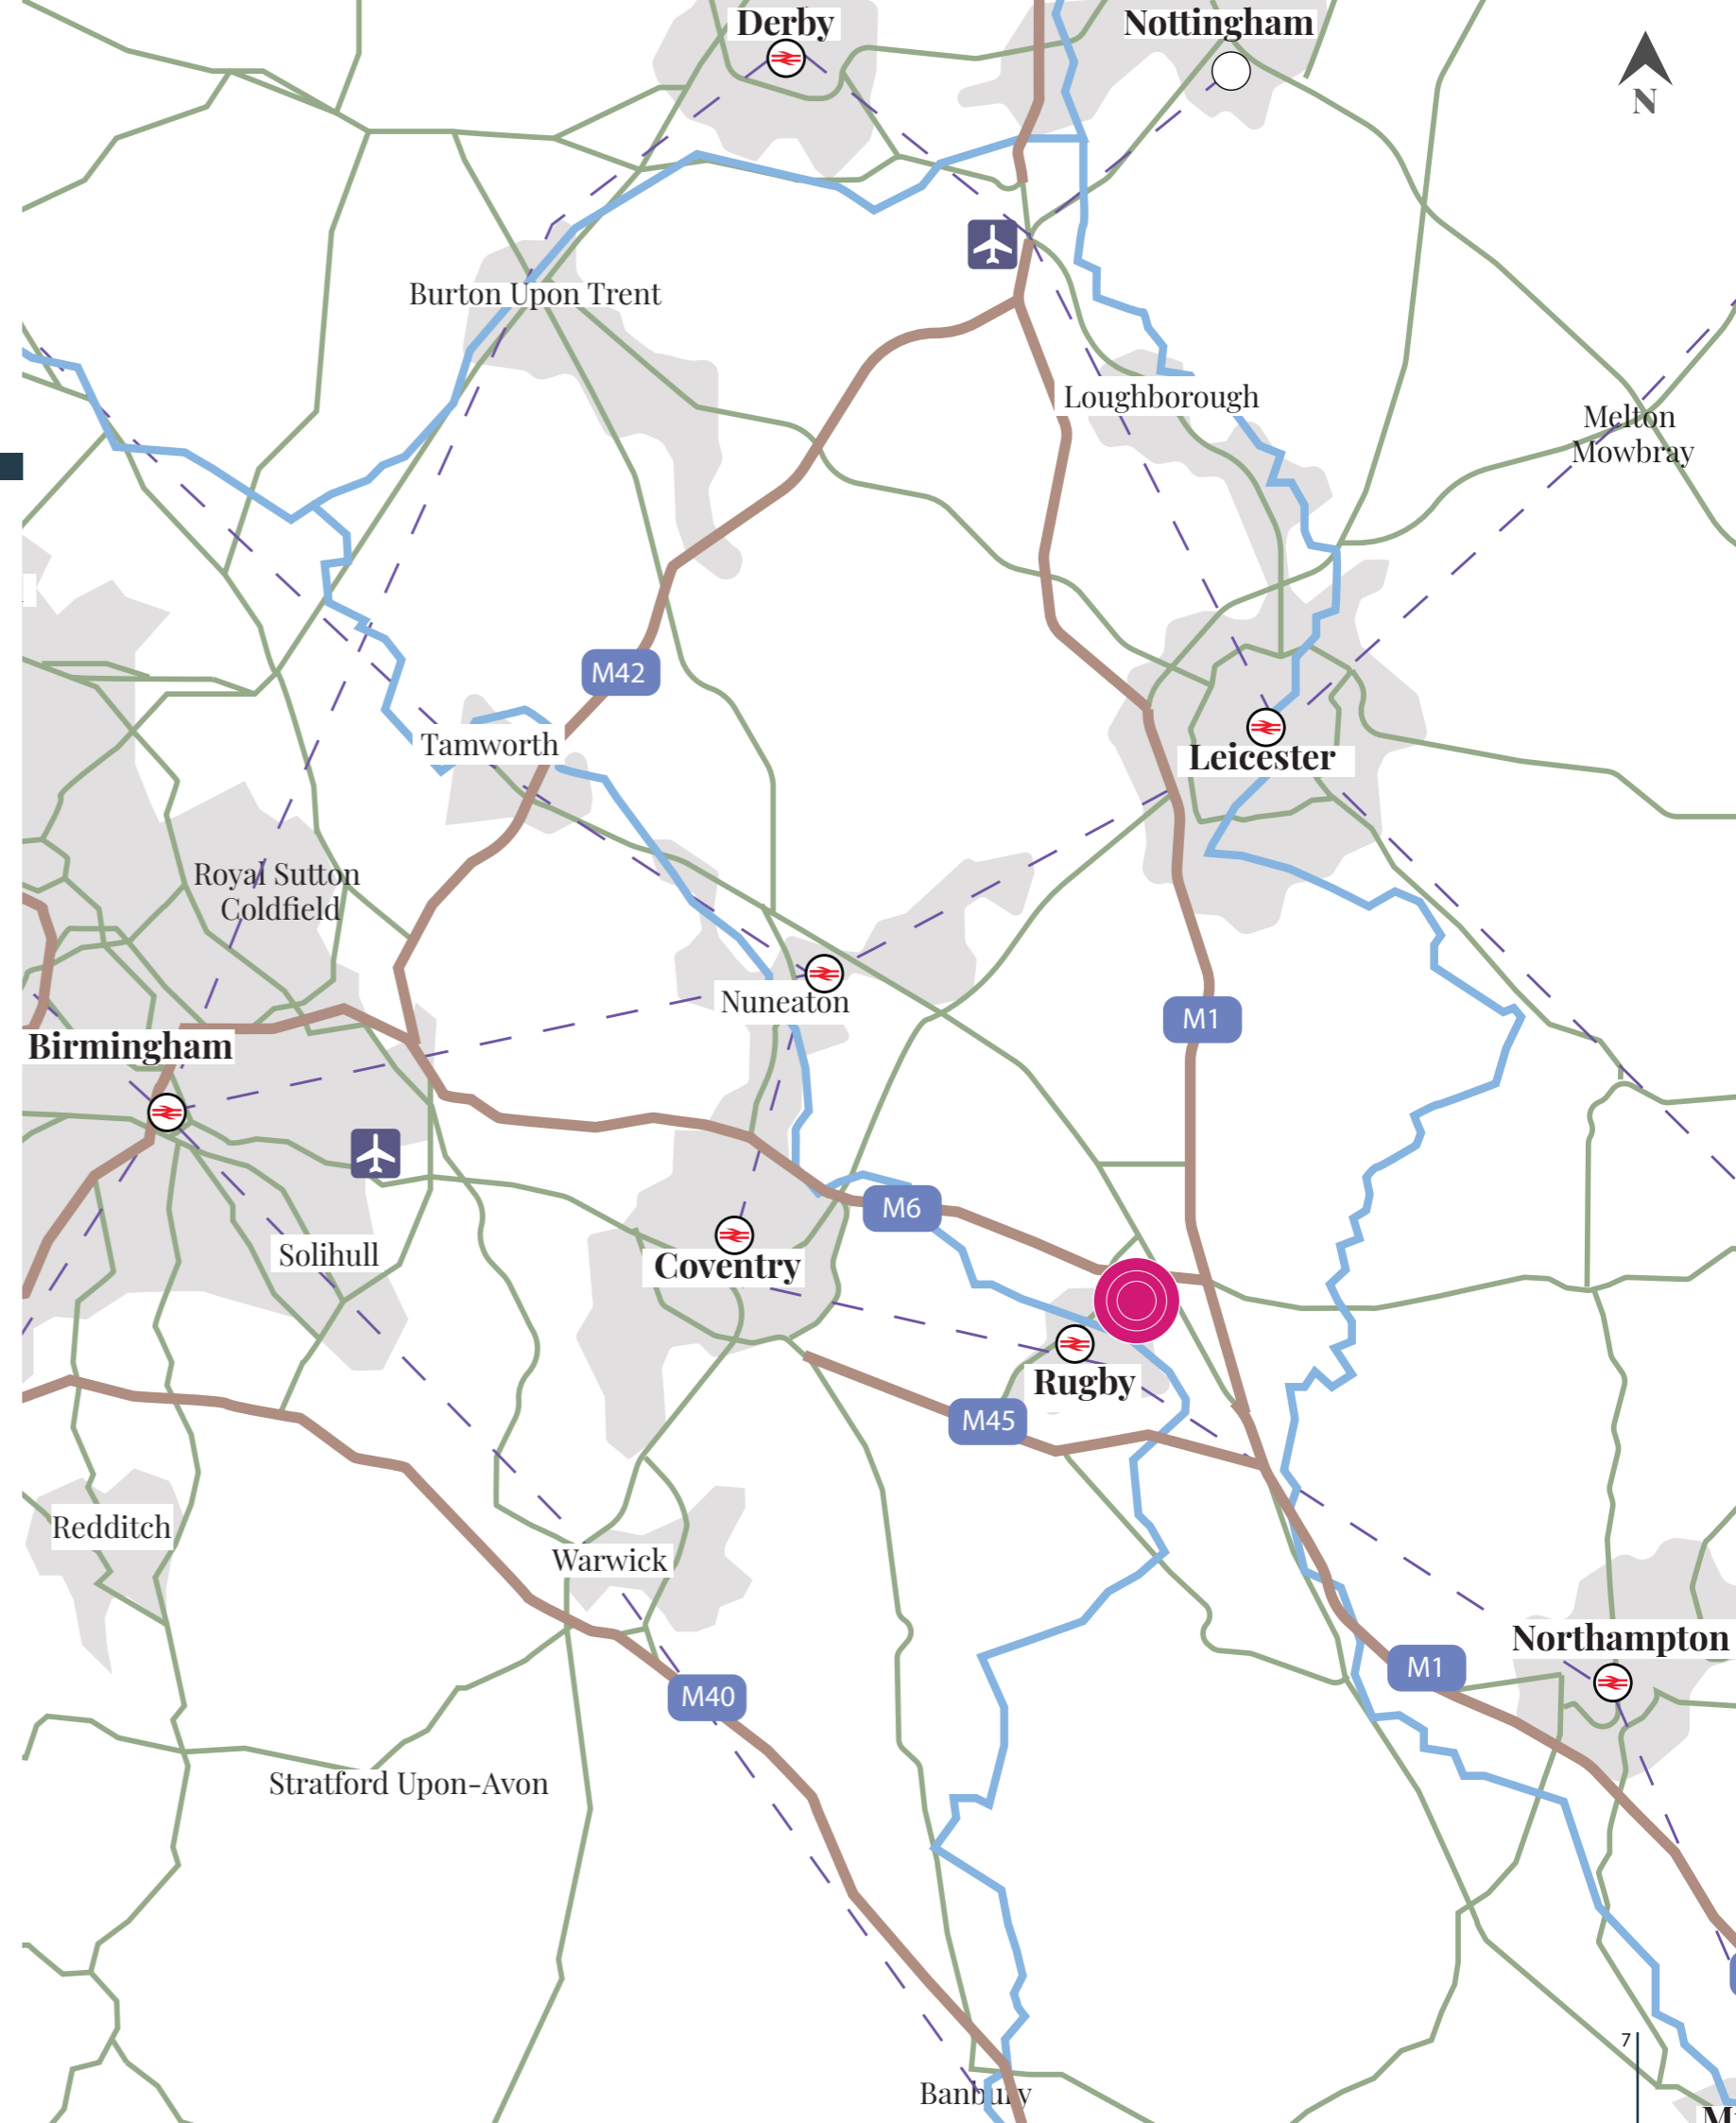 Derby
Nottingham
N
Burton Upon Trent
Loughborough
Melton
Mowbray
M42
Tamworth
Leicester
Royal Sutton
Coldfield
Nuneaton
M1
Birmingham
M6
Solihull
Coventry
Rugby
M45
Redditch
Warwick
Northampton
M1
M40
Stratford Upon-Avon
7
Banbury